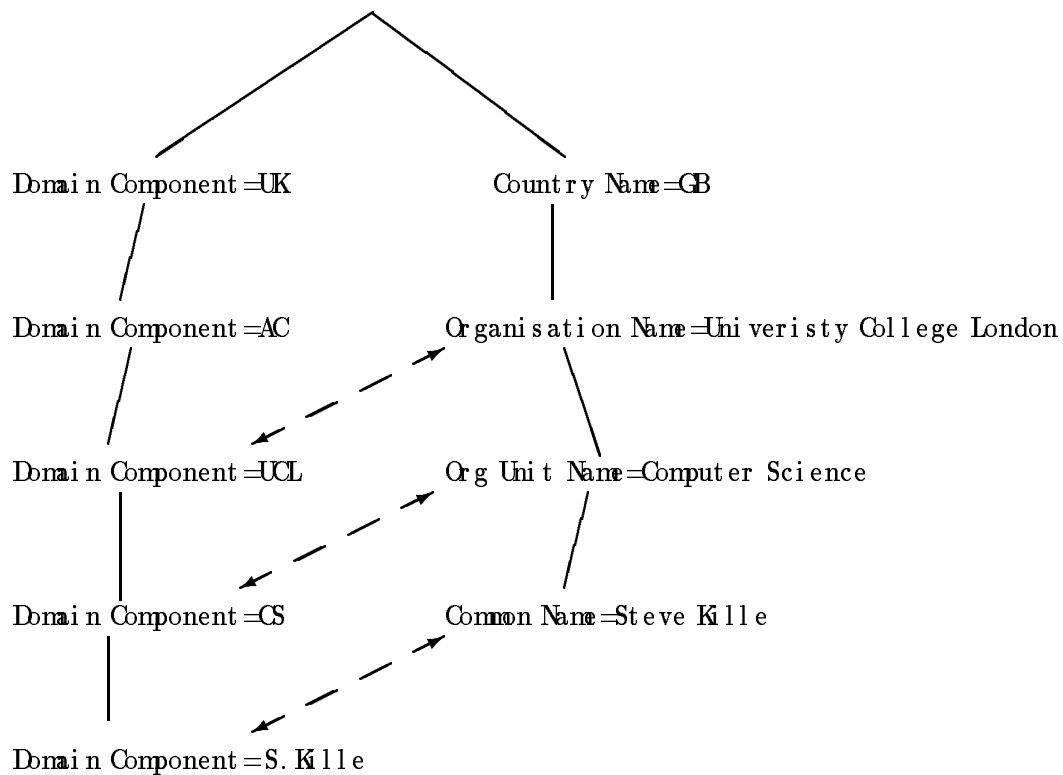 Domain Component=UK
Country Name=GB
Domain Component=AC
Organisation Name=Univeristy College London
Domain Component=UCL
Org Unit Name=Computer Science
Domain Component=CS
Common Name=Steve Kille
Domain Component=S.Kille